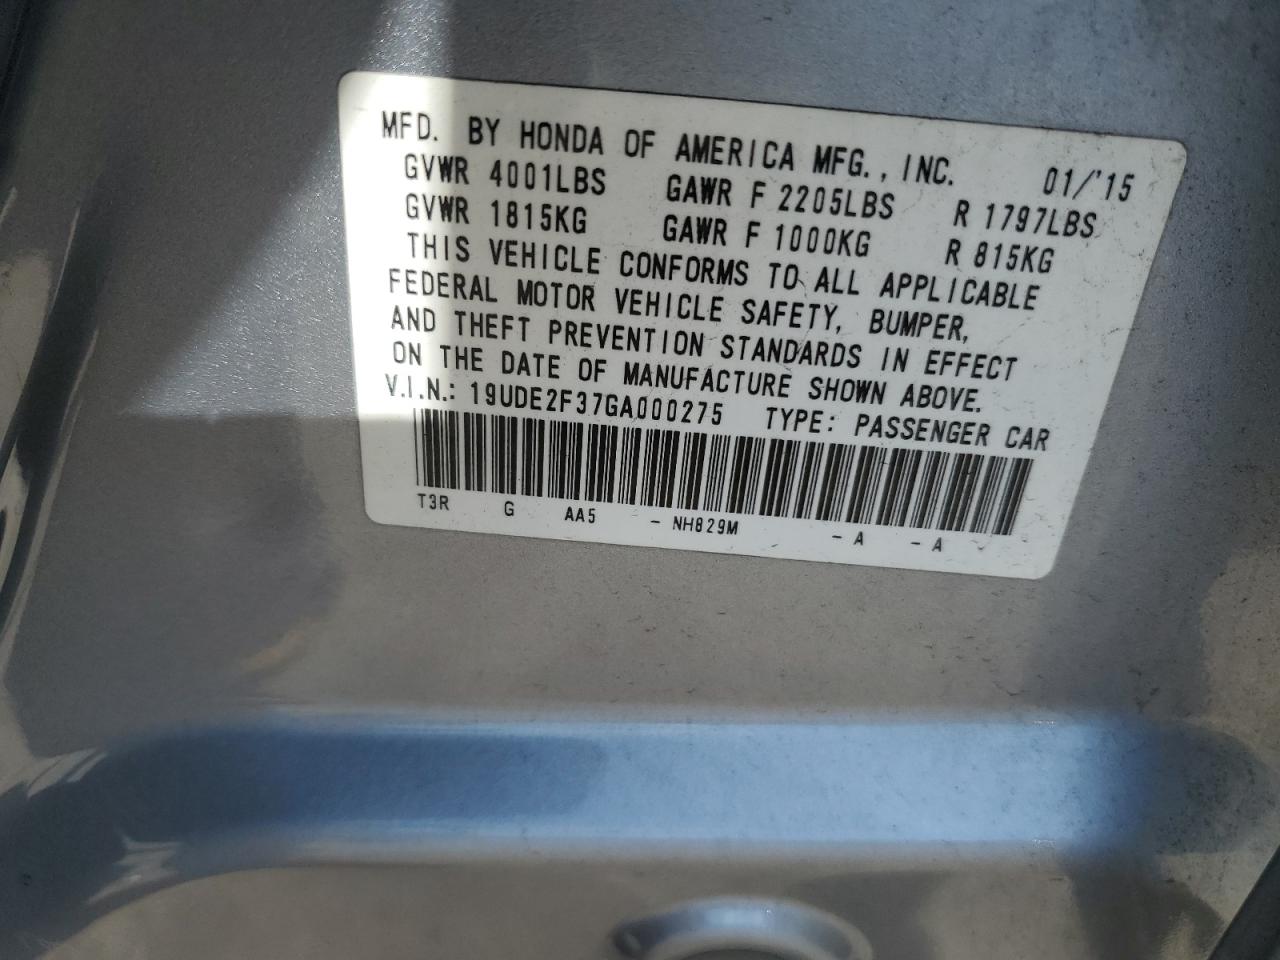 MFD. BY HONDA OF AMERICA MFG., INC. 01/'15
GVWR 4001LBS GAWR F 2205LBS R 1797LBS
GVWR 1815KG GAWR F 1000KG R 815KG
THIS VEHICLE CONFORMS TO ALL APPLICABLE
FEDERAL MOTOR VEHICLE SAFETY, BUMPER,
AND THEFT PREVENTION STANDARDS IN EFFECT
ON THE DATE OF MANUFACTURE SHOWN ABOVE.
V.I.N.: 19UDE2F37GA000275 TYPE: PASSENGER CAR
T3R G AA5 - NH829M - A - A